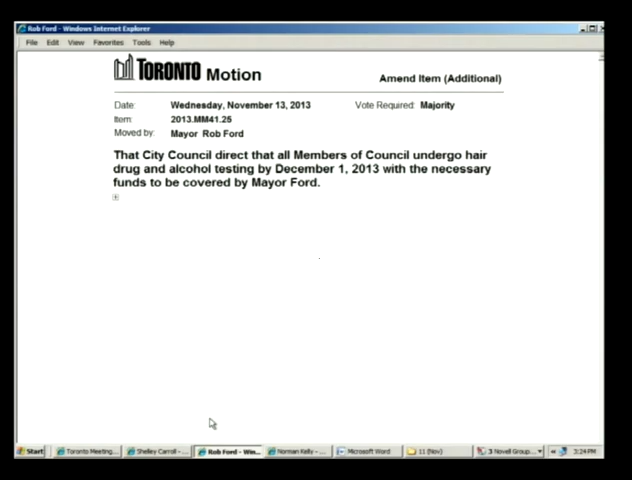 Rob Ford - Windows Internet Explorer
File Edit View Favorites Tools Help
TORONTO Motion
Amend Item (Additional)
Date: Wednesday, November 13, 2013 Vote Required: Majority
Item: 2013.MM41.25
Moved by: Mayor Rob Ford
That City Council direct that all Members of Council undergo hair
drug and alcohol testing by December 1, 2013 with the necessary
funds to be covered by Mayor Ford.
Start Toronto Meeting... Shelley Carroll - ... Rob Ford - Win... Norman Kelly - ... Microsoft Word 11 (Nov) 3 Novell Group... 3:24 PM